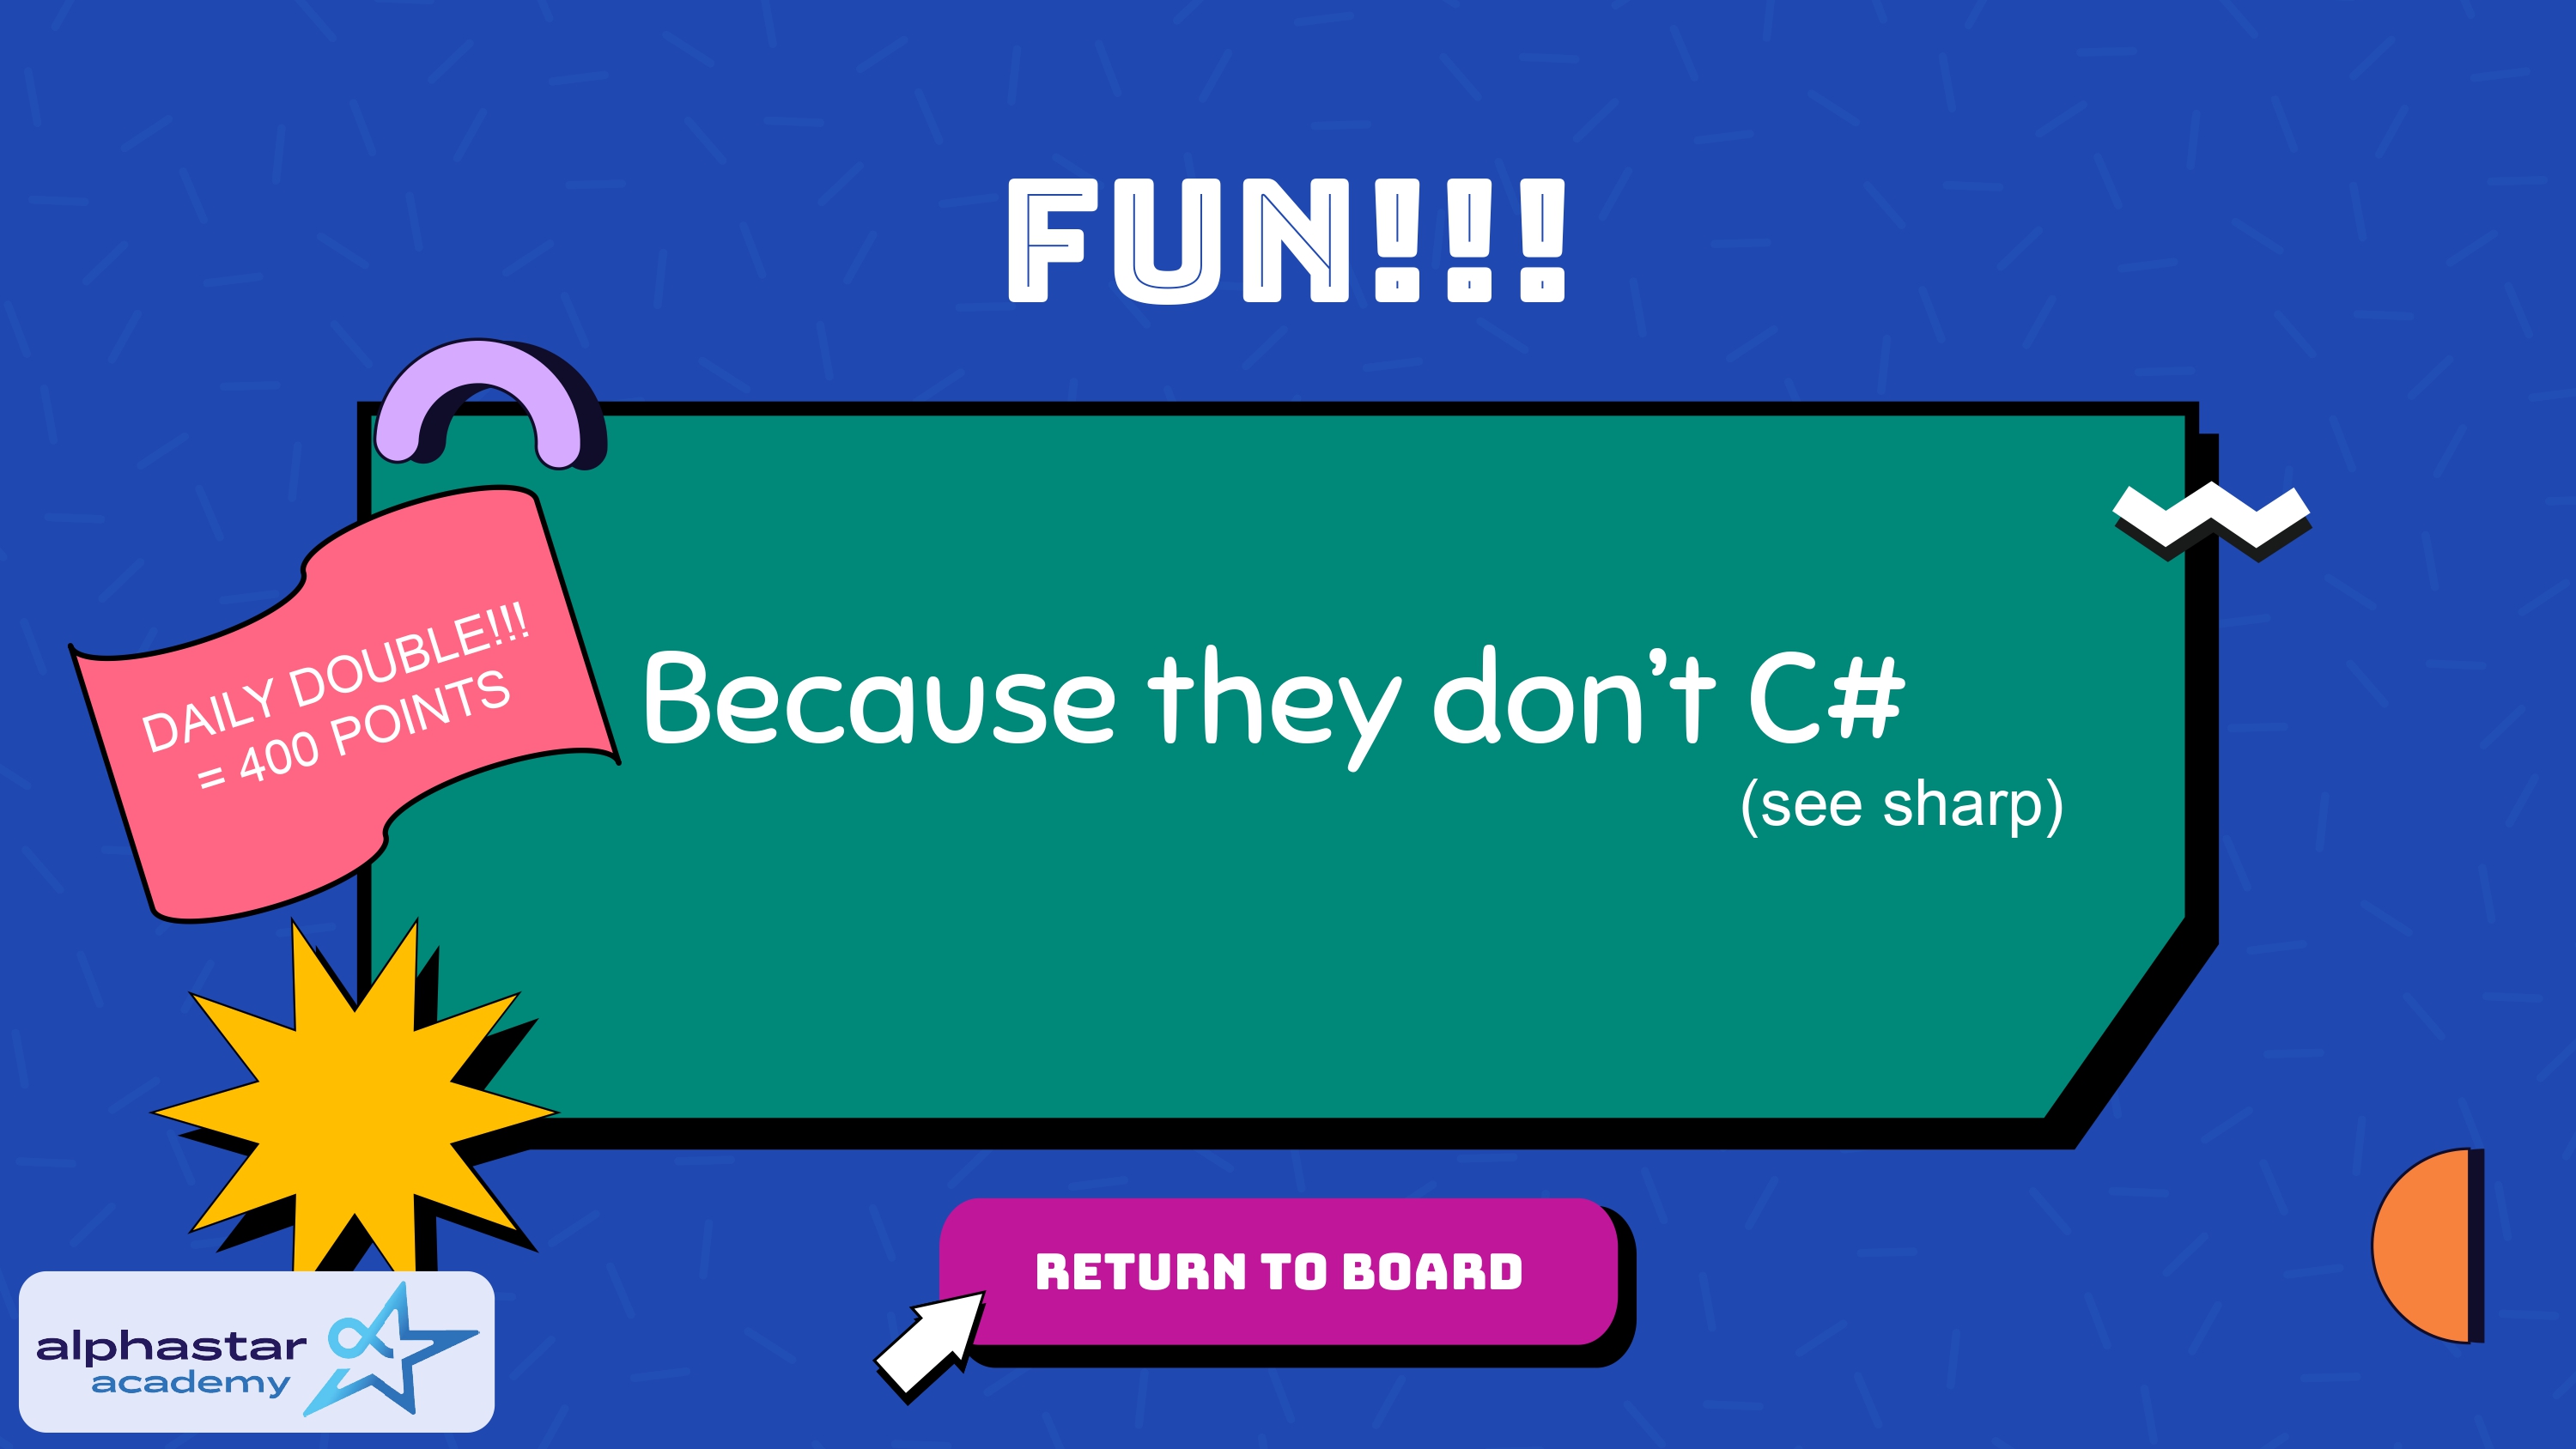 FUN!!!
DAILY DOUBLE!!!
= 400 POINTS
Because they don’t C#
(see sharp)
RETURN TO BOARD
alphastar
academy